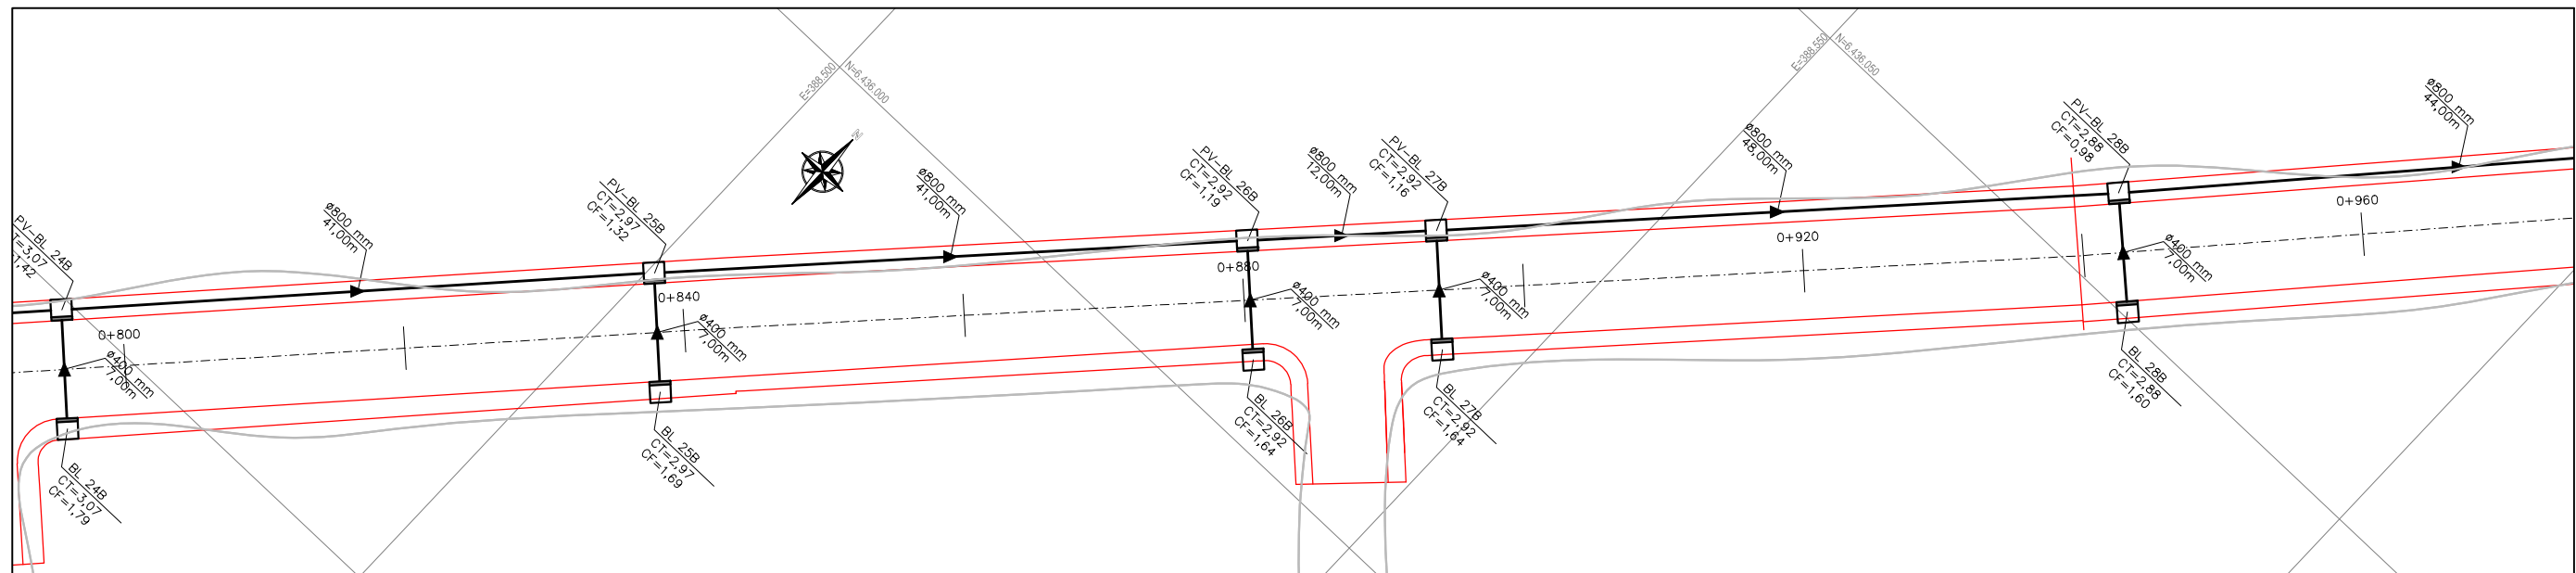 PV-BL 24B
T=3,07
1,42
ø800 mm
41,00m
0+800
ø400 mm
7,00m
BL 24B
CT=3,07
CF=1,79
PV-BL 25B
CT=2,97
CF=1,32
0+840
ø400 mm
7,00m
BL 25B
CT=2,97
CF=1,69
E=388.500
N=6.436.000
N
ø800 mm
41,00m
PV-BL 26B
CT=2,92
CF=1,19
0+880
ø400 mm
7,00m
BL 26B
CT=2,92
CF=1,64
ø800 mm
12,00m
PV-BL 27B
CT=2,92
CF=1,16
ø400 mm
7,00m
BL 27B
CT=2,92
CF=1,64
E=388.550
N=6.436.050
ø800 mm
48,00m
0+920
PV-BL 28B
CT=2,88
CF=0,98
ø400 mm
7,00m
BL 28B
CT=2,88
CF=1,60
0+960
ø800 mm
44,00m